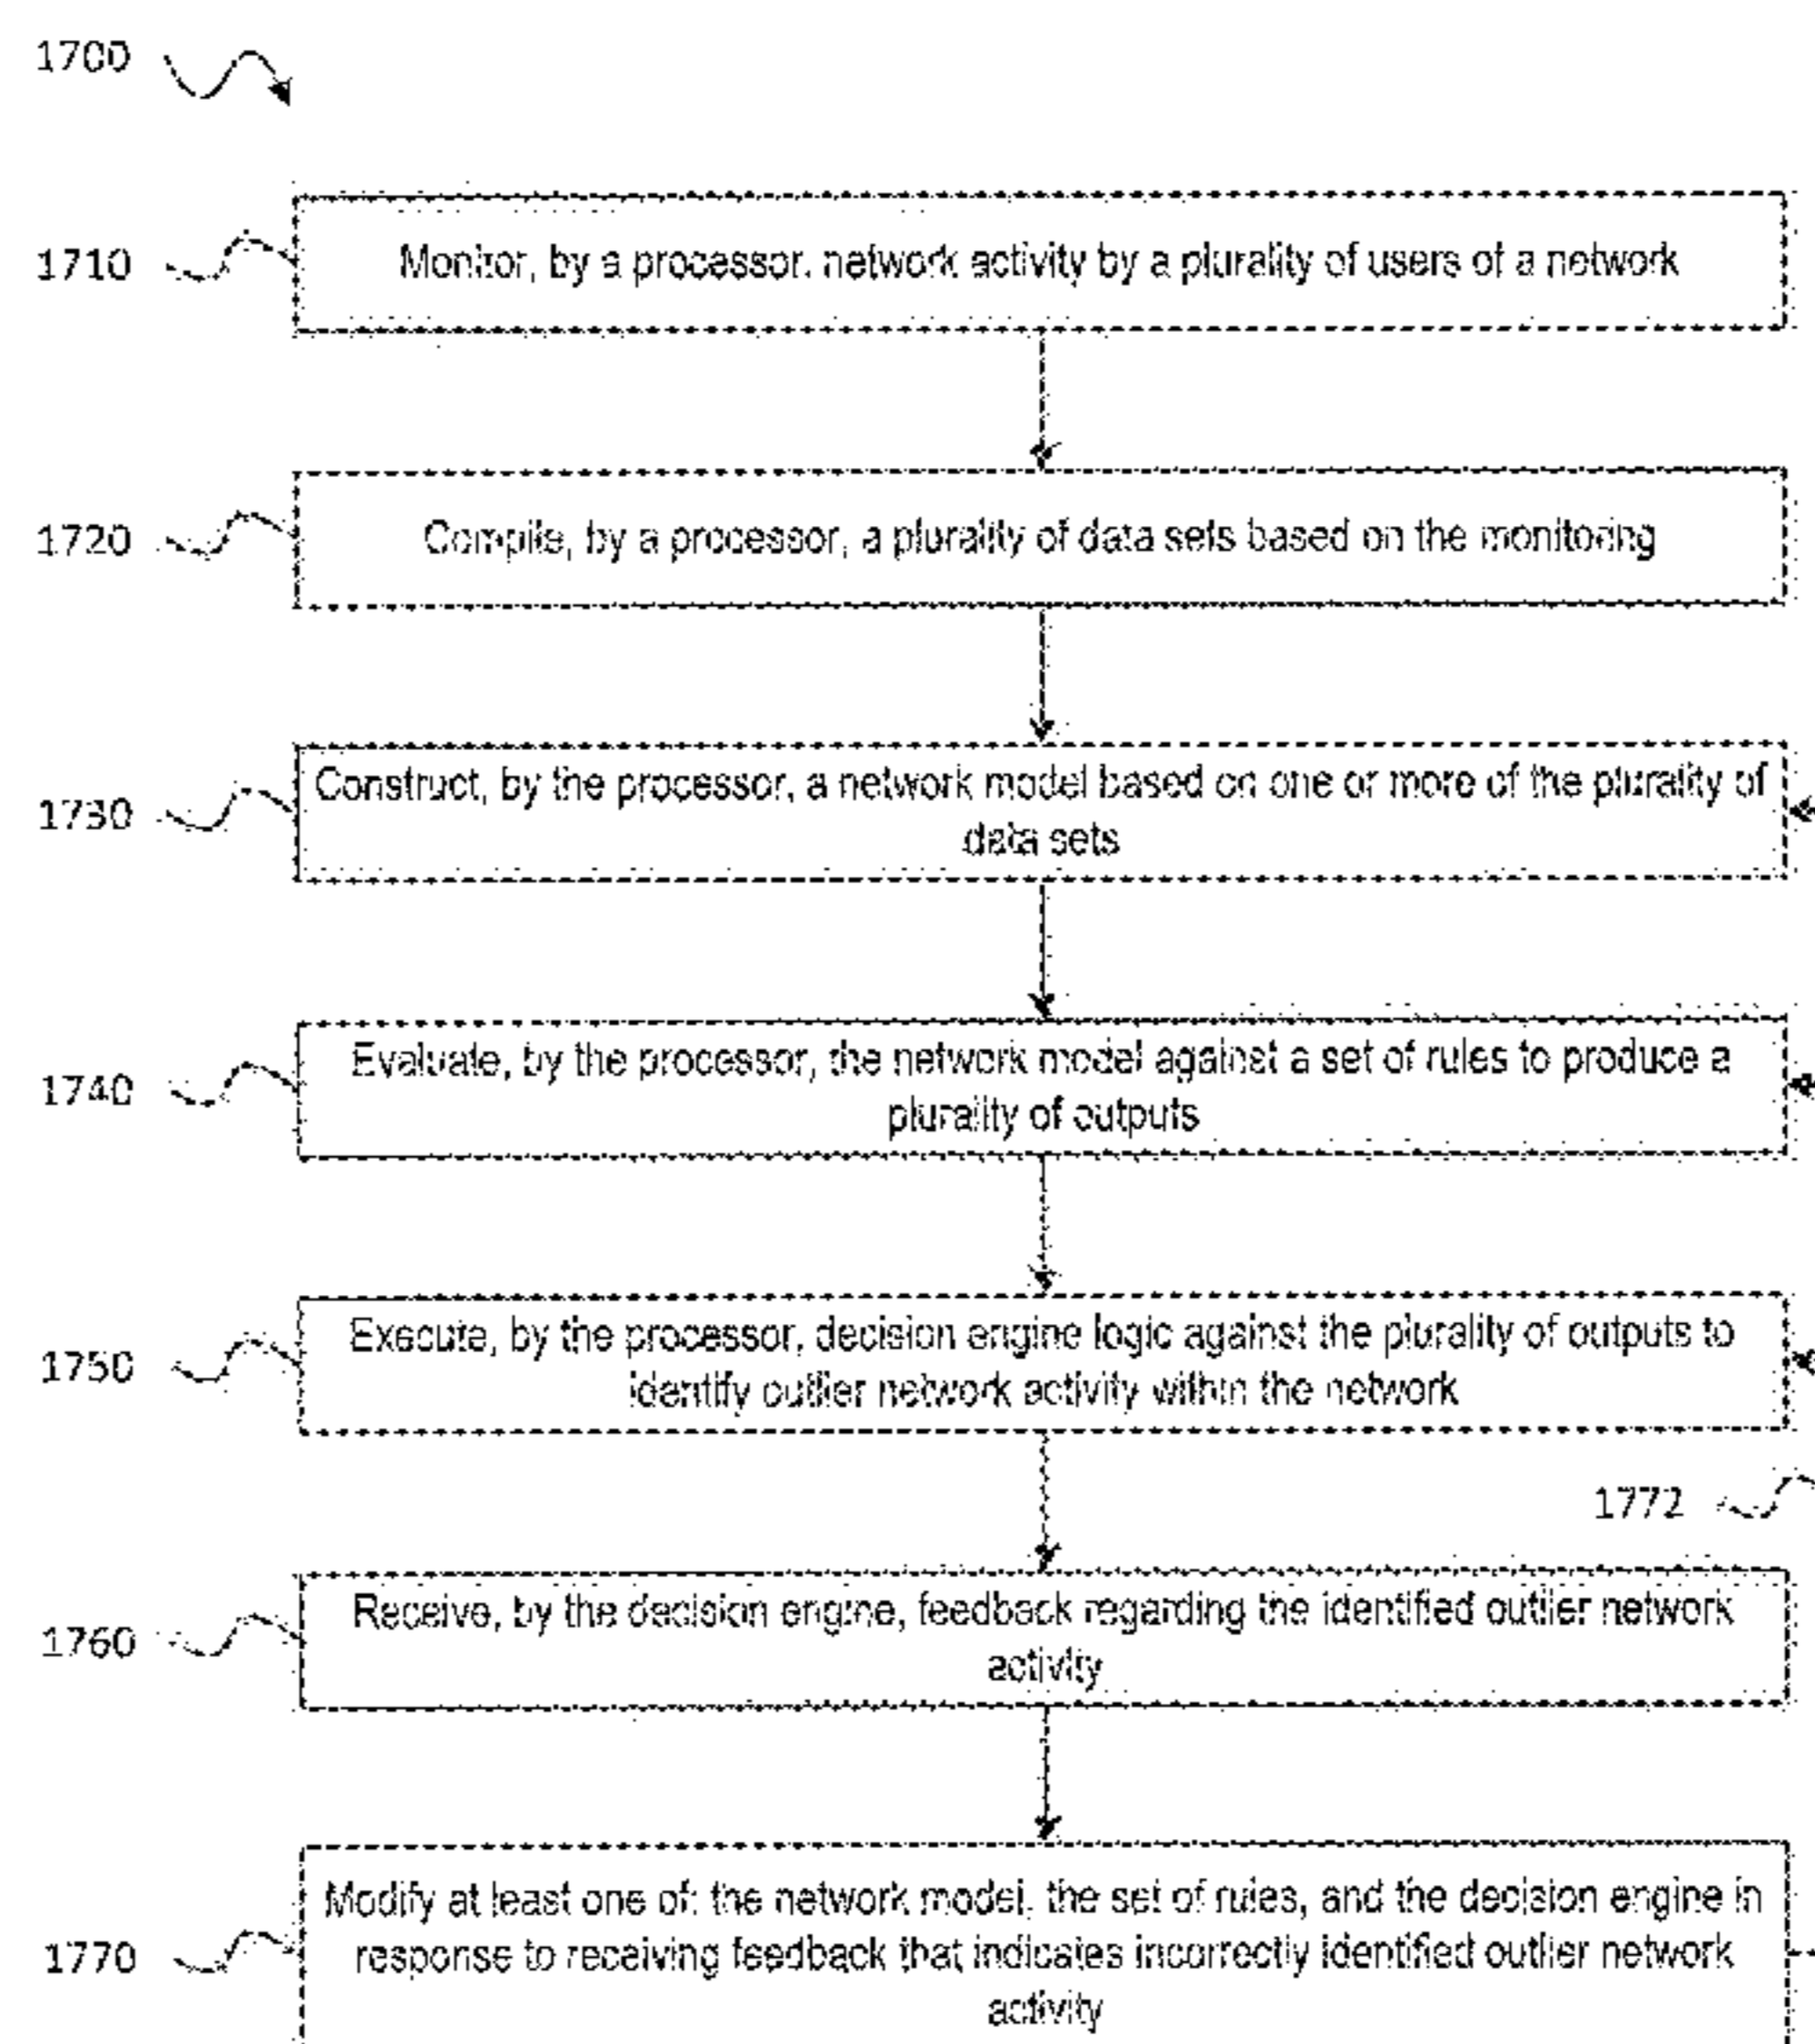 1700
1710
Monitor, by a processor, network activity by a plurality of users of a network
1720
Compile, by a processor, a plurality of data sets based on the monitoring
1730
Construct, by the processor, a network model based on one or more of the plurality of
data sets
1740
Evaluate, by the processor, the network model against a set of rules to produce a
plurality of outputs
1750
Execute, by the processor, decision engine logic against the plurality of outputs to
identify outlier network activity within the network
1772
1760
Receive, by the decision engine, feedback regarding the identified outlier network
activity
1770
Modify at least one of: the network model, the set of rules, and the decision engine in
response to receiving feedback that indicates incorrectly identified outlier network
activity